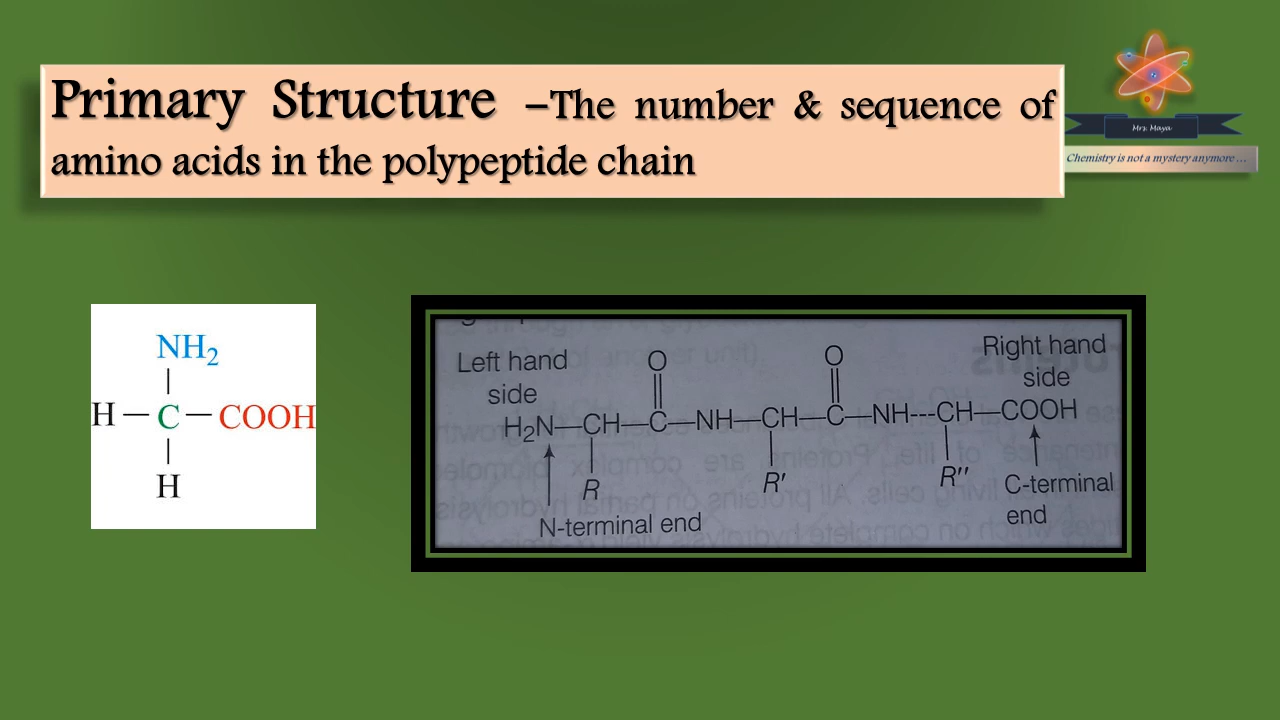 Primary Structure –The number & sequence of
amino acids in the polypeptide chain
Mrs. Maya
Chemistry is not a mystery anymore ...
NH₂
H — C — COOH
H
Left hand
side
O
O
Right hand
side
H₂N—CH—C—NH—CH—C—NH---CH—COOH
R
R'
R''
N-terminal end
C-terminal
end